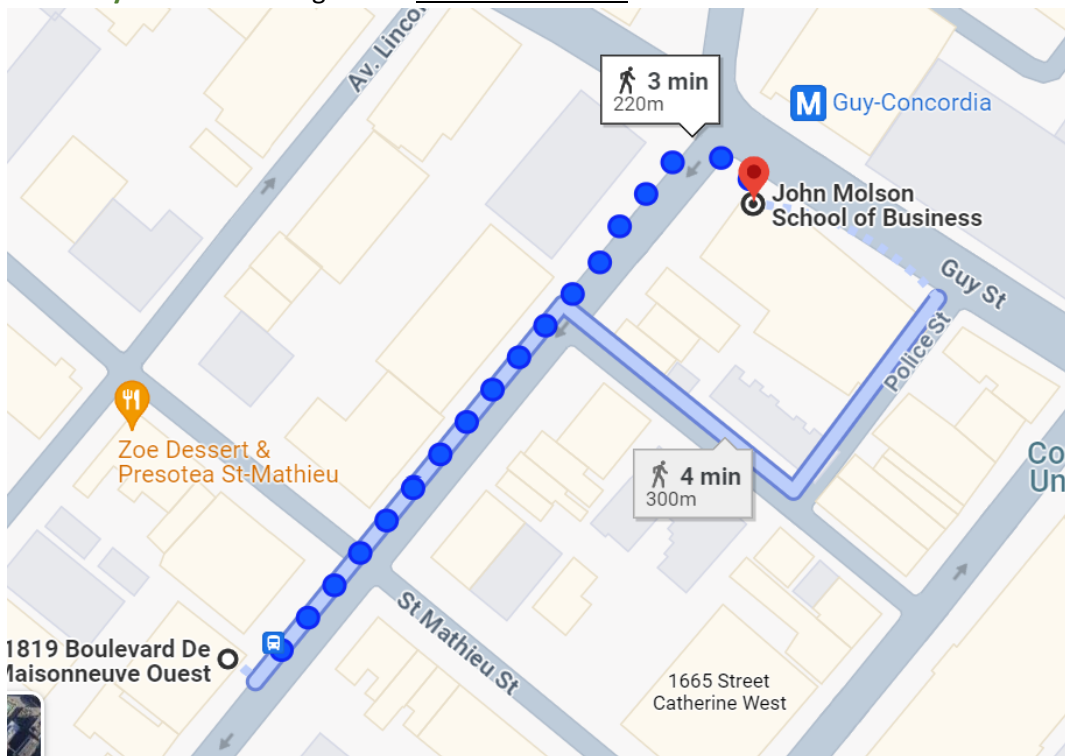 Av. Linco
3 min
220m
M Guy-Concordia
John Molson
School of Business
Guy St
Police St
Zoe Dessert &
Presotea St-Mathieu
4 min
300m
Co
Un
1819 Boulevard De
Maisonneuve Ouest
St Mathieu St
1665 Street
Catherine West